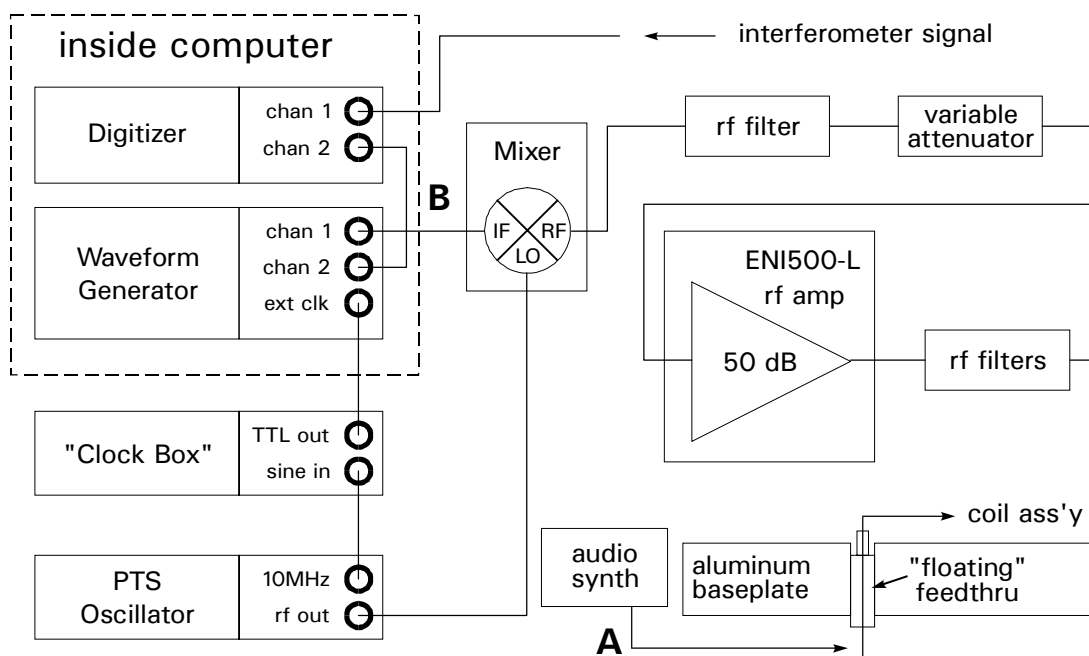 inside computer
interferometer signal
Digitizer
chan 1
chan 2
B
Mixer
IF
RF
LO
rf filter
variable
attenuator
Waveform
Generator
chan 1
chan 2
ext clk
ENI500-L
rf amp
50 dB
rf filters
"Clock Box"
TTL out
sine in
coil ass'y
PTS
Oscillator
10MHz
rf out
audio
synth
A
aluminum
baseplate
"floating"
feedthru